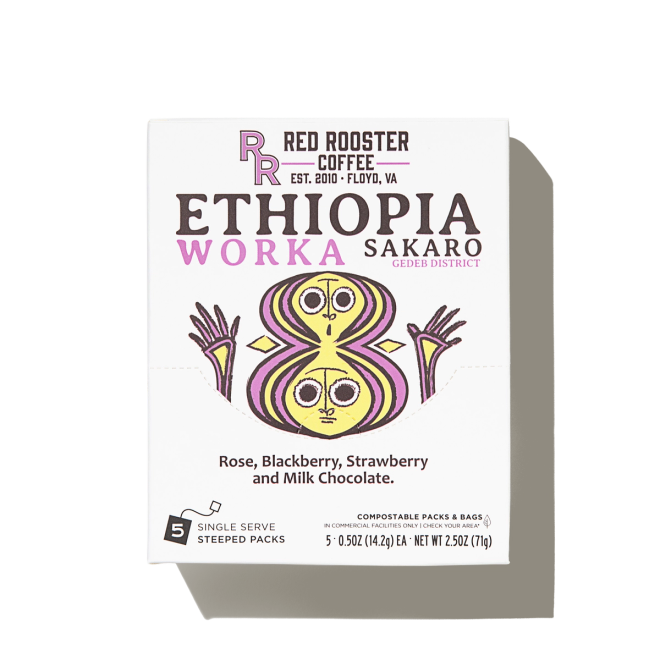 RR
RED ROOSTER
COFFEE
EST. 2010 · FLOYD, VA
ETHIOPIA
WORKA SAKARO
GEDEB DISTRICT
Rose, Blackberry, Strawberry
and Milk Chocolate.
5 SINGLE SERVE
STEEPED PACKS
COMPOSTABLE PACKS & BAGS
IN COMMERCIAL FACILITIES ONLY | CHECK YOUR AREA*
5 · 0.5OZ (14.2g) EA · NET WT 2.5OZ (71g)